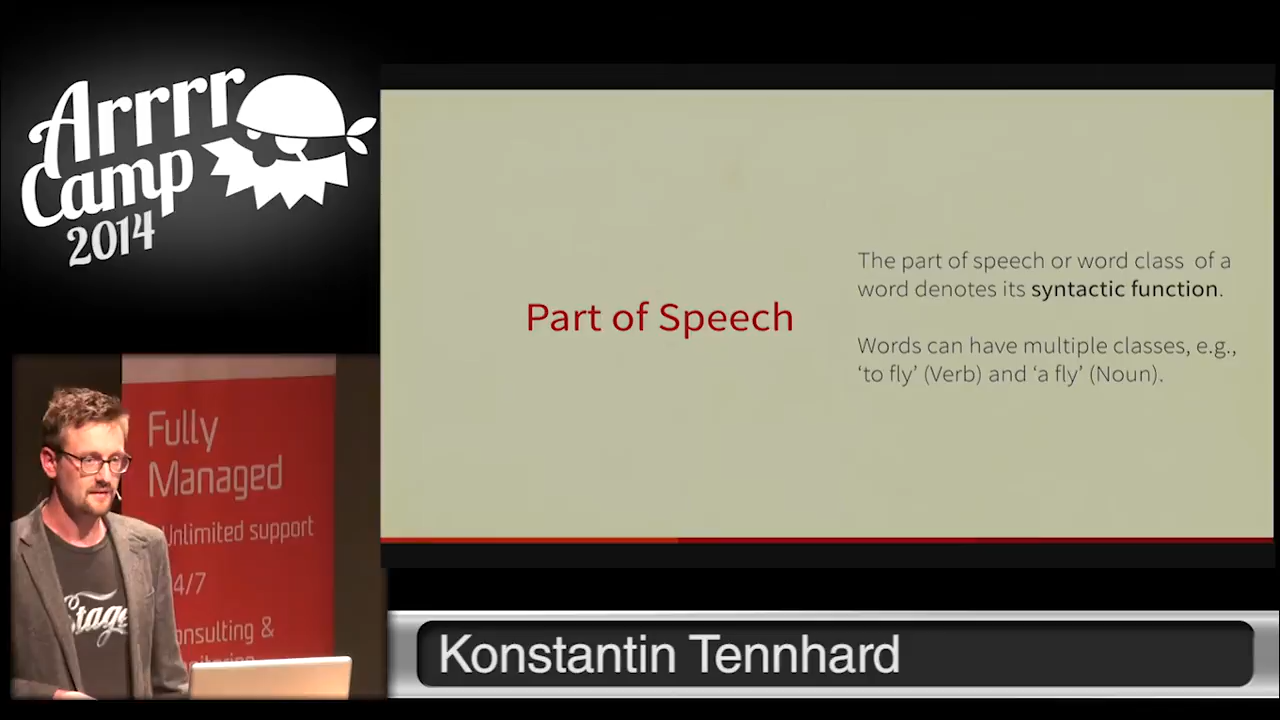 Arrrr
Camp
2014
Part of Speech
The part of speech or word class of a
word denotes its syntactic function.
Words can have multiple classes, e.g.,
‘to fly’ (Verb) and ‘a fly’ (Noun).
Fully
Managed
Unlimited support
4/7
onsulting &
Stage
Konstantin Tennhard